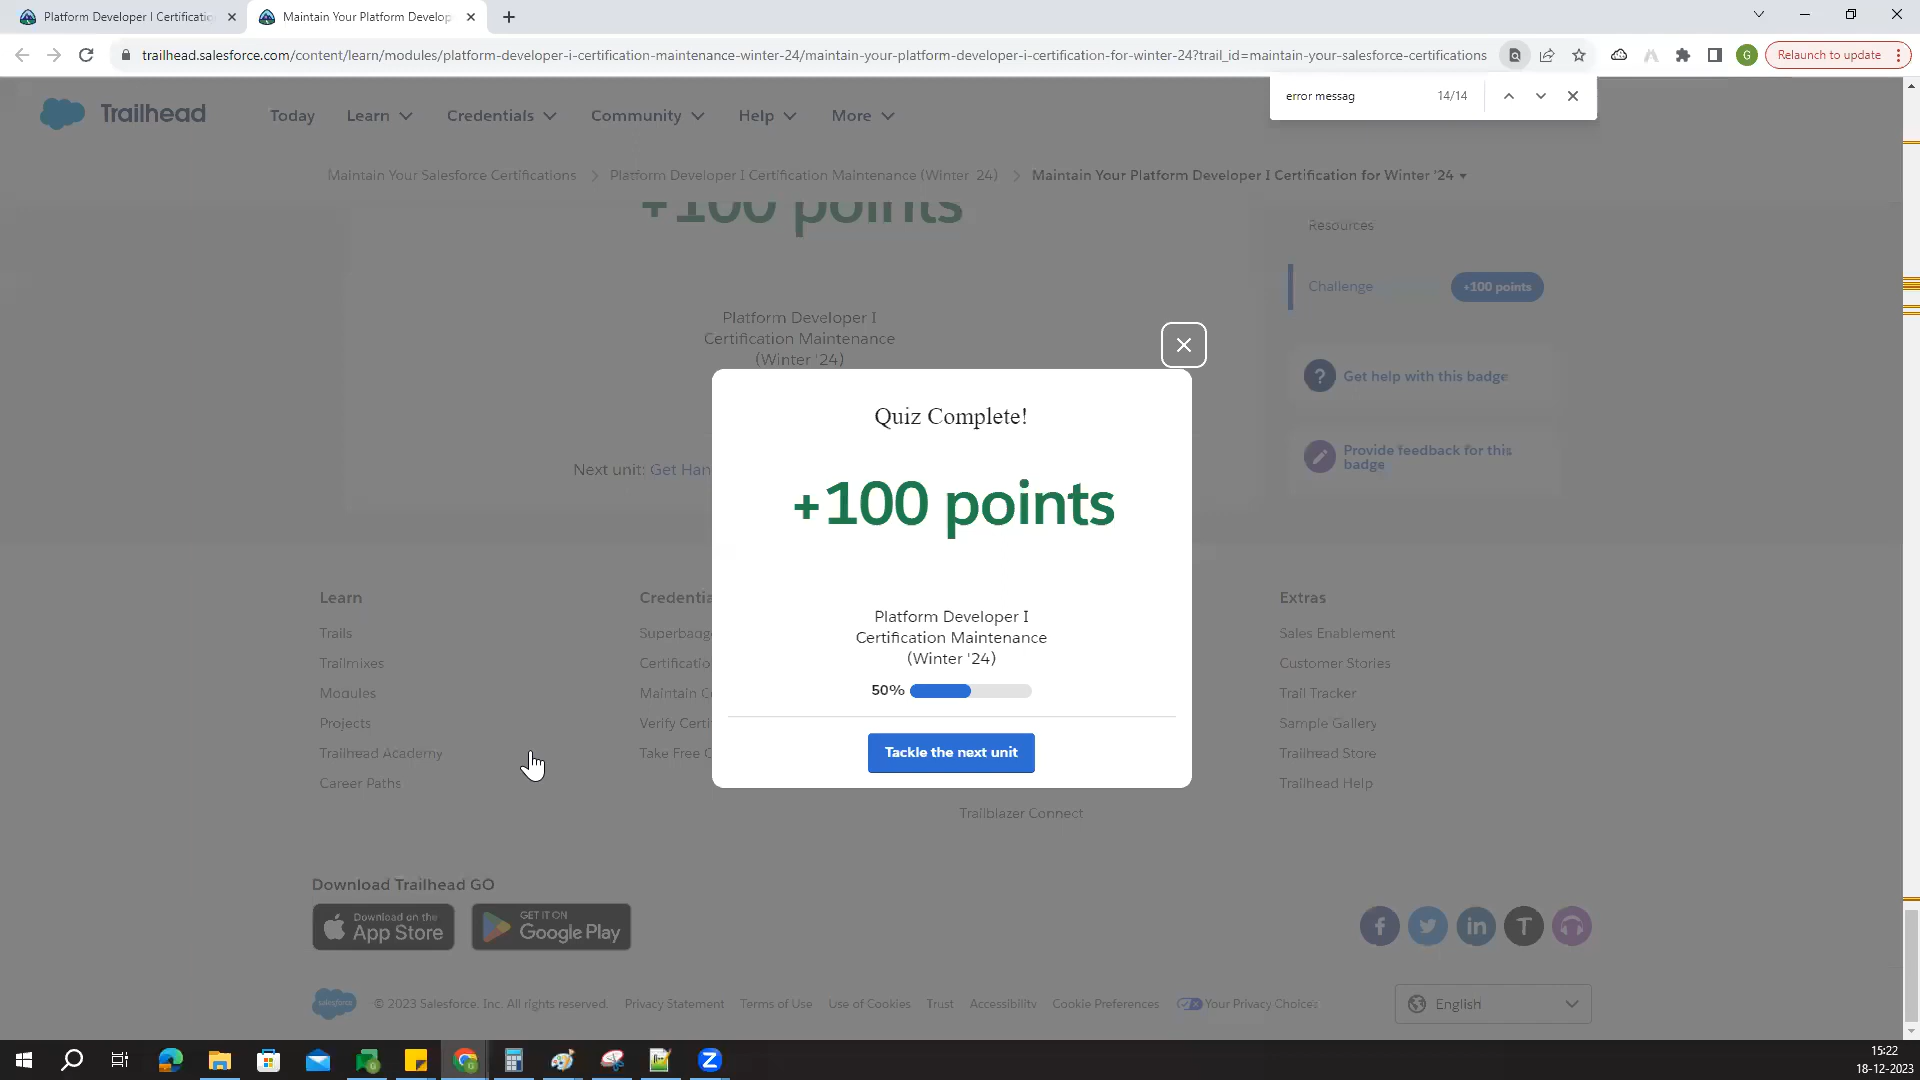 Platform Developer I Certificatio
Maintain Your Platform Develop
trailhead.salesforce.com/content/learn/modules/platform-developer-i-certification-maintenance-winter-24/maintain-your-platform-developer-i-certification-for-winter-24?trail_id=maintain-your-salesforce-certifications
G
Relaunch to update
error messag
14/14
Trailhead
Today
Learn
Credentials
Community
Help
More
Maintain Your Salesforce Certifications
Platform Developer I Certification Maintenance (Winter '24)
Maintain Your Platform Developer I Certification for Winter '24
+100 points
Resources
Challenge
+100 points
Platform Developer I
Certification Maintenance
(Winter '24)
Get help with this badge
Provide feedback for this
badge
Next unit: Get Han
Quiz Complete!
+100 points
Platform Developer I
Certification Maintenance
(Winter '24)
50%
Tackle the next unit
Learn
Trails
Trailmixes
Modules
Projects
Trailhead Academy
Career Paths
Credentia
Superbadge
Certificatio
Maintain C
Verify Certi
Take Free C
Trailblazer Connect
Extras
Sales Enablement
Customer Stories
Trail Tracker
Sample Gallery
Trailhead Store
Trailhead Help
Download Trailhead GO
Download on the
App Store
GET IT ON
Google Play
salesforce
© 2023 Salesforce, Inc. All rights reserved.
Privacy Statement
Terms of Use
Use of Cookies
Trust
Accessibility
Cookie Preferences
Your Privacy Choices
English
15:22
18-12-2023